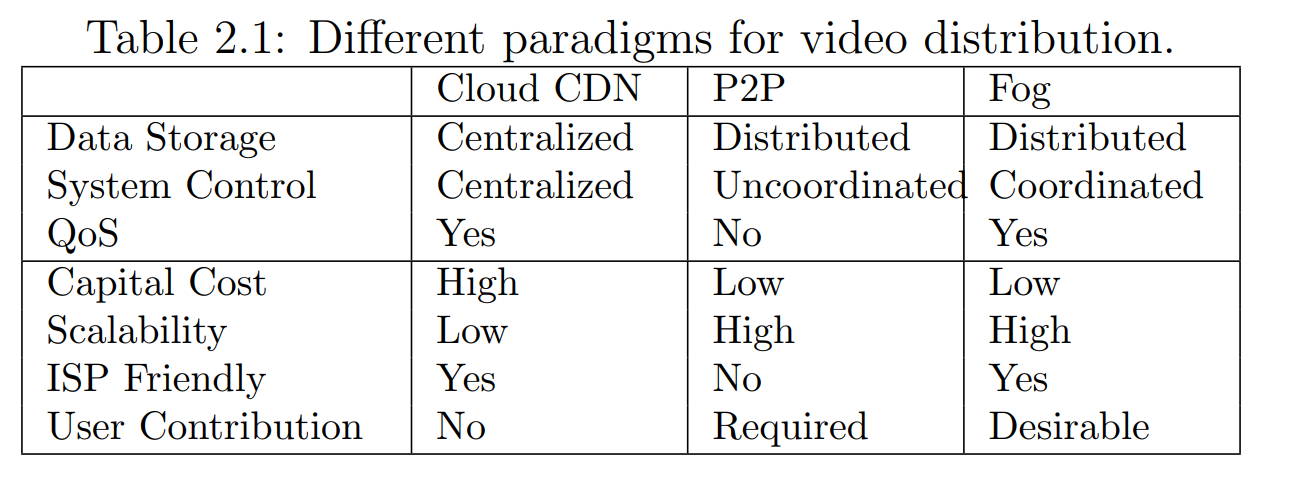 Table 2.1: Different paradigms for video distribution.
Cloud CDN P2P Fog
Data Storage Centralized Distributed Distributed
System Control Centralized Uncoordinated Coordinated
QoS Yes No Yes
Capital Cost High Low Low
Scalability Low High High
ISP Friendly Yes No Yes
User Contribution No Required Desirable